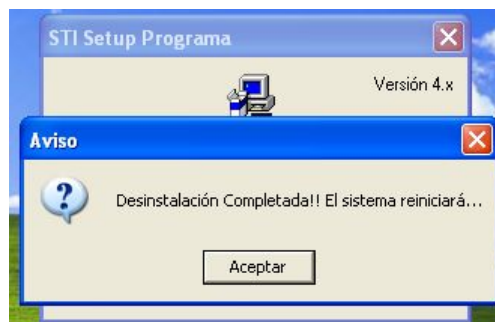 STI Setup Programa
Versión 4.x
Aviso
Desinstalación Completada!! El sistema reiniciará...
Aceptar